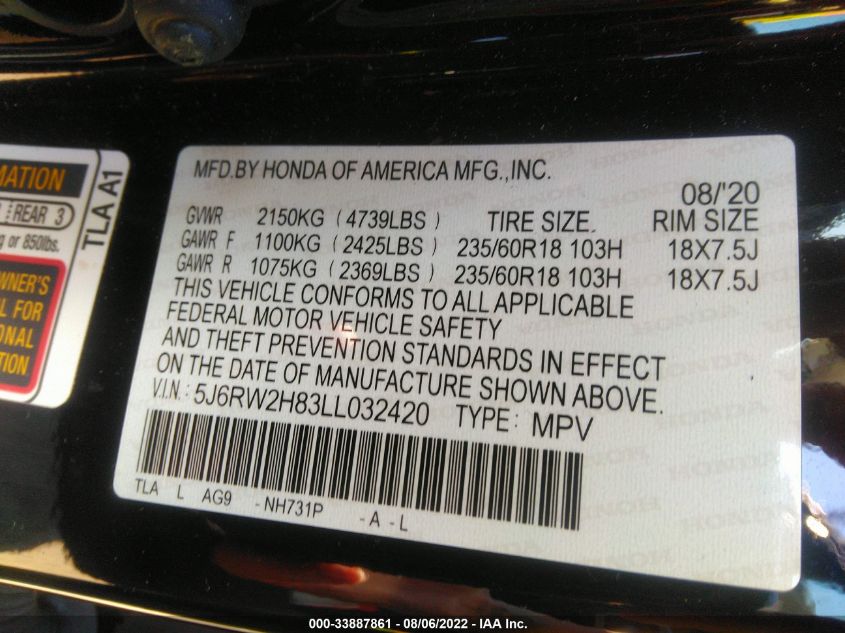 MATION
REAR 3
g or 850lbs.
WNER'S
L FOR
ONAL
TION
TLA A1
MFD.BY HONDA OF AMERICA MFG.,INC.
08/'20
GVWR 2150KG ( 4739LBS ) TIRE SIZE. RIM SIZE
GAWR F 1100KG ( 2425LBS ) 235/60R18 103H 18X7.5J
GAWR R 1075KG ( 2369LBS ) 235/60R18 103H 18X7.5J
THIS VEHICLE CONFORMS TO ALL APPLICABLE
FEDERAL MOTOR VEHICLE SAFETY
AND THEFT PREVENTION STANDARDS IN EFFECT
ON THE DATE OF MANUFACTURE SHOWN ABOVE.
V.I.N.: 5J6RW2H83LL032420 TYPE: MPV
TLA L AG9 -NH731P -A-L
000-33887861 - 08/06/2022 - IAA Inc.